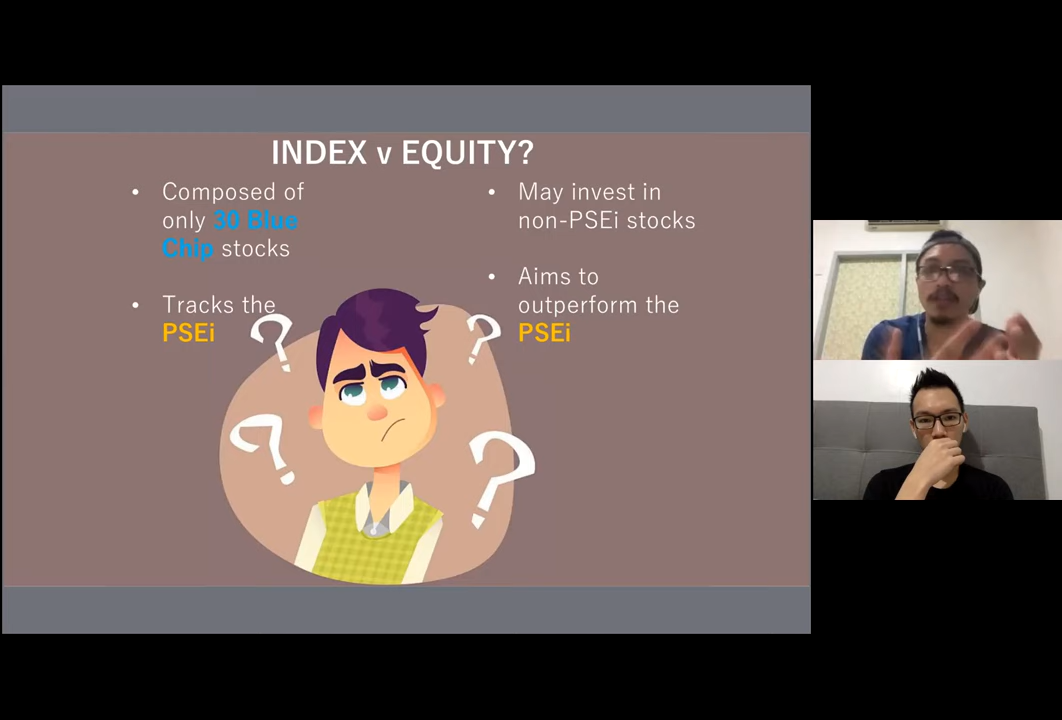 INDEX v EQUITY?
• Composed of
only 30 Blue
Chip stocks
• Tracks the
PSEi
• May invest in
non-PSEi stocks
• Aims to
outperform the
PSEi
? ? ? ?